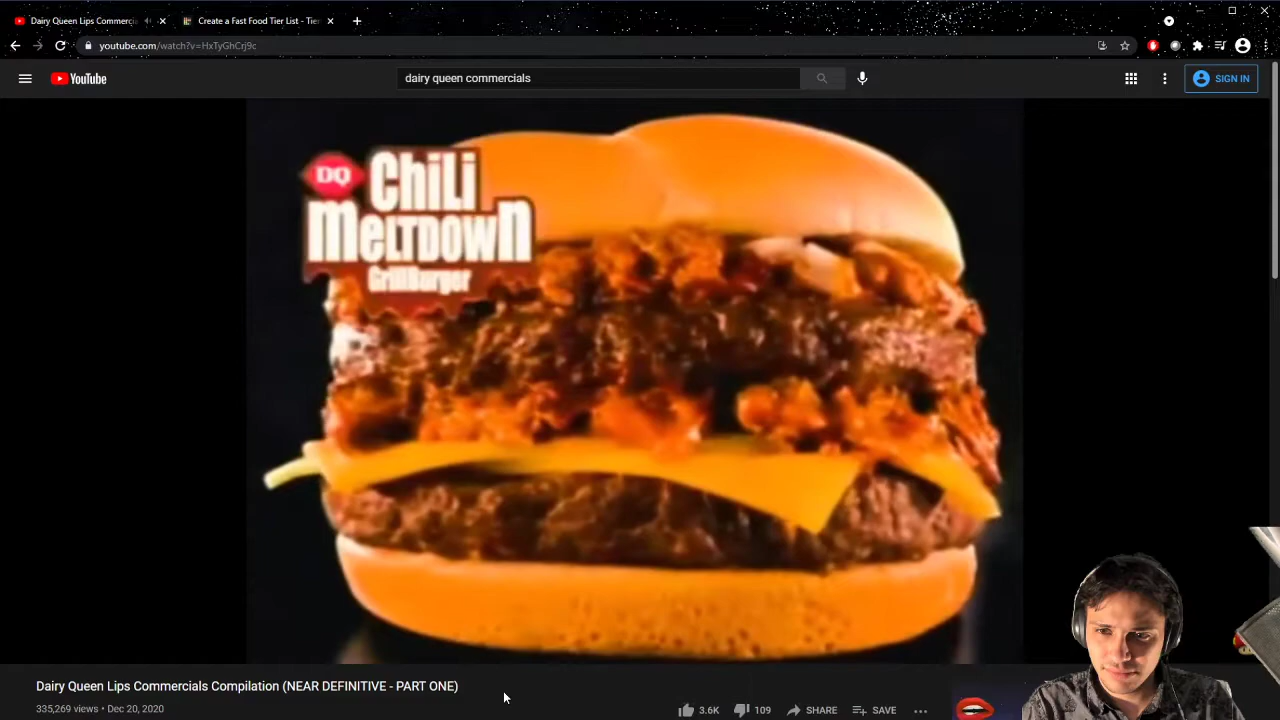 Dairy Queen Lips Commerci
Create a Fast Food Tier List - Tier
youtube.com/watch?v=HxTyGhCrj9c
YouTube
dairy queen commercials
SIGN IN
DQ
Chili
Meltdown
GrillBurger
Dairy Queen Lips Commercials Compilation (NEAR DEFINITIVE - PART ONE)
335,269 views • Dec 20, 2020
3.6K
109
SHARE
SAVE